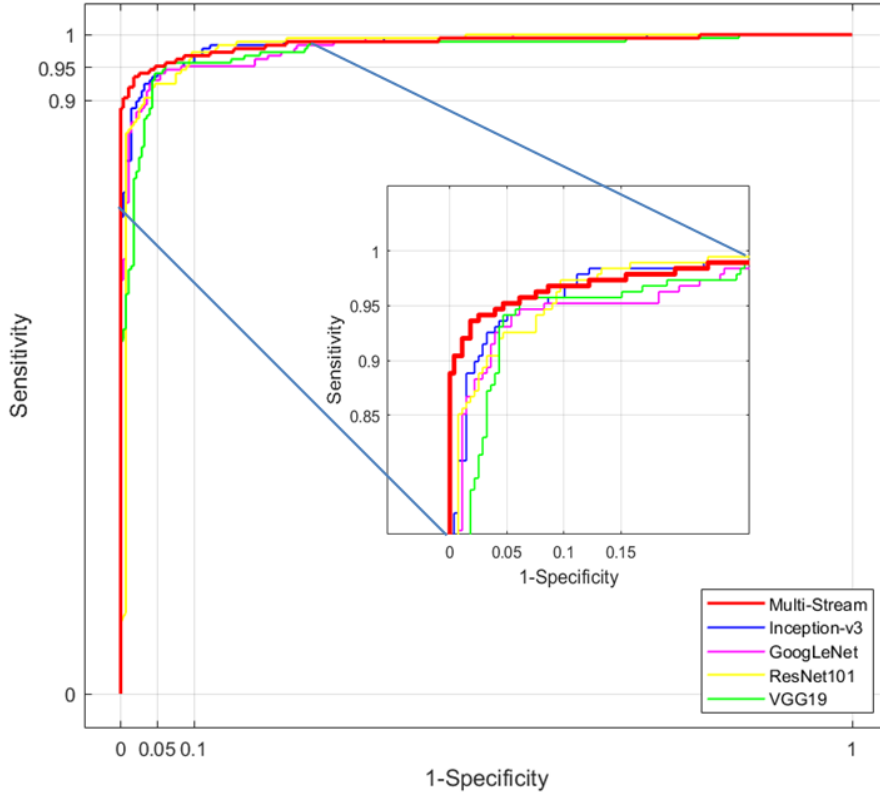 1
0.95
0.9
1
0.95
0.9
0.85
Sensitivity
0 0.05 0.1 0.15
1-Specificity
Sensitivity
Multi-Stream
Inception-v3
GoogLeNet
ResNet101
VGG19
0
0 0.05 0.1 1
1-Specificity